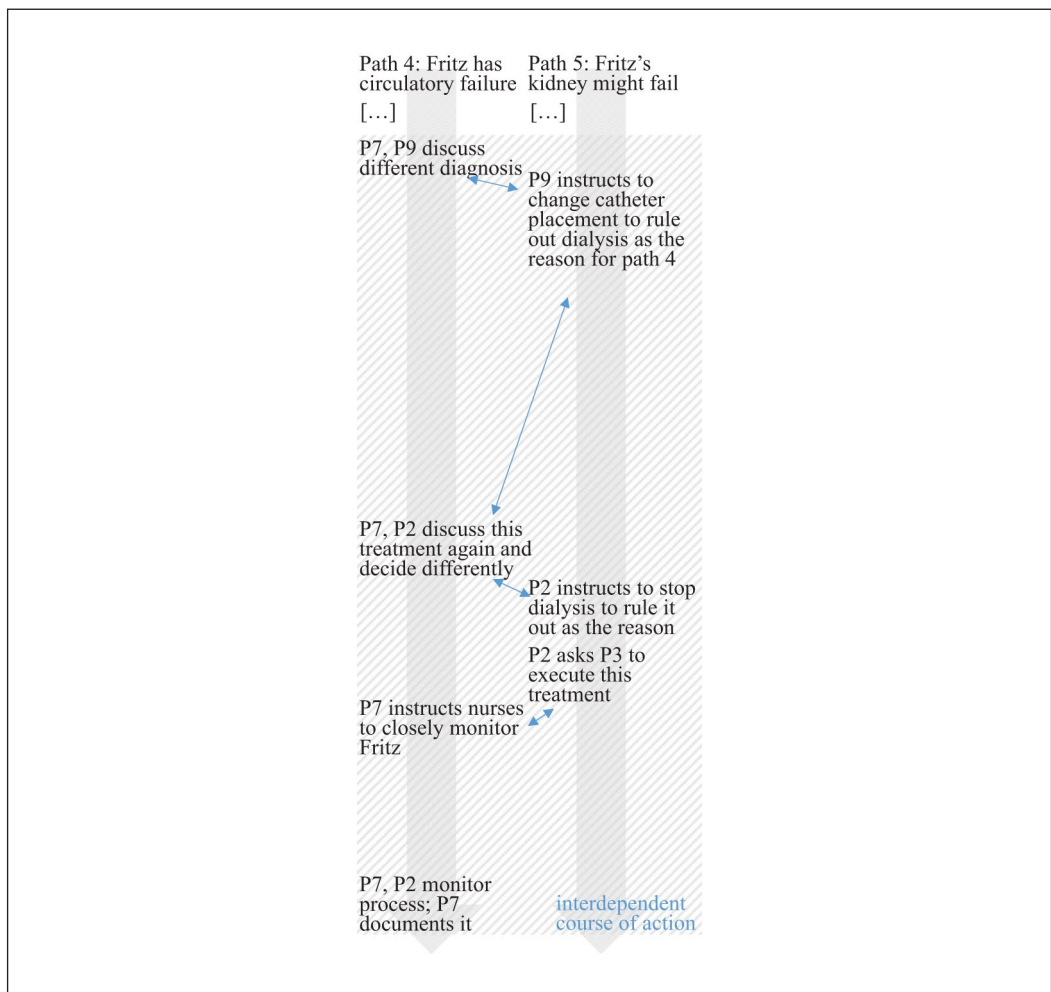 Path 4: Fritz has
circulatory failure
[…]
Path 5: Fritz’s
kidney might fail
[…]
P7, P9 discuss
different diagnosis
P9 instructs to
change catheter
placement to rule
out dialysis as the
reason for path 4
P7, P2 discuss this
treatment again and
decide differently
P2 instructs to stop
dialysis to rule it
out as the reason
P2 asks P3 to
execute this
treatment
P7 instructs nurses
to closely monitor
Fritz
P7, P2 monitor
process; P7
documents it
interdependent
course of action